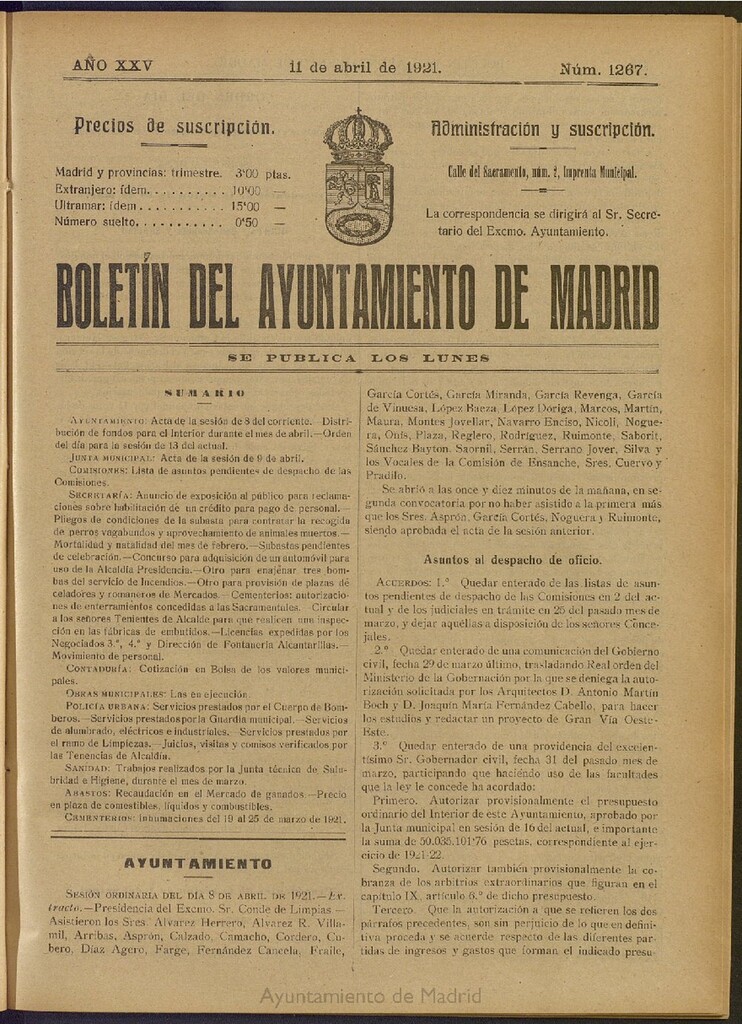 AÑO XXV
11 de abril de 1921.
Núm. 1267.
Precios de suscripción.
Madrid y provincias: trimestre. 3'00 ptas.
Extranjero: ídem.......... 10'00 —
Ultramar: ídem .......... 15'00 —
Número suelto........... 0'50 —
Administración y suscripción.
Calle del Sacramento, núm. 2, Imprenta Municipal.
La correspondencia se dirigirá al Sr. Secre-
tario del Excmo. Ayuntamiento.
BOLETÍN DEL AYUNTAMIENTO DE MADRID
SE PUBLICA LOS LUNES
SUMARIO
AYUNTAMIENTO: Acta de la sesión de 8 del corriente.—Distri-
bución de fondos para el Interior durante el mes de abril.—Orden
del día para la sesión de 13 del actual.
JUNTA MUNICIPAL: Acta de la sesión de 9 de abril.
COMISIONES: Lista de asuntos pendientes de despacho de las
Comisiones.
SECRETARÍA: Anuncio de exposición al público para reclama-
ciones sobre habilitación de un crédito para pago de personal.—
Pliegos de condiciones de la subasta para contratar la recogida
de perros vagabundos y aprovechamiento de animales muertos.—
Mortalidad y natalidad del mes de febrero.—Subastas pendientes
de celebración.—Concurso para adquisición de un automóvil para
uso de la Alcaldía Presidencia.—Otro para enajenar tres bom-
bas del servicio de Incendios.—Otro para provisión de plazas de
celadores y romaneros de Mercados.—Cementerios: autorizacio-
nes de enterramientos concedidas a las Sacramentales.—Circular
a los señores Tenientes de Alcalde para que realicen una inspec-
ción en las fábricas de embutidos.—Licencias expedidas por los
Negociados 3.º, 4.º y Dirección de Fontanería Alcantarillas.—
Movimiento de personal.
CONTADURÍA: Cotización en Bolsa de los valores munici-
pales.
OBRAS MUNICIPALES: Las en ejecución.
POLICÍA URBANA: Servicios prestados por el Cuerpo de Bom-
beros.—Servicios prestados por la Guardia municipal.—Servicios
de alumbrado, eléctricos e industriales.—Servicios prestados por
el ramo de Limpiezas.—Juicios, visitas y comisos verificados por
las Tenencias de Alcaldía.
SANIDAD: Trabajos realizados por la Junta técnica de Salu-
bridad e Higiene, durante el mes de marzo.
ABASTOS: Recaudación en el Mercado de ganados.—Precio
en plaza de comestibles, líquidos y combustibles.
CEMENTERIOS: Inhumaciones del 19 al 25 de marzo de 1921.
AYUNTAMIENTO
SESIÓN ORDINARIA DEL DÍA 8 DE ABRIL DE 1921.—Ex-
tracto.—Presidencia del Excmo. Sr. Conde de Limpias —
Asistieron los Sres. Alvarez Herrero, Alvarez R. Villa-
mil, Arribas, Asprón, Calzado, Camacho, Cordero, Cu-
bero, Díaz Agero, Farge, Fernández Cancela, Fraile,
García Cortés, García Miranda, García Revenga, García
de Vinuesa, López Baeza, López Dóriga, Marcos, Martín,
Maura, Montes Jovellar, Navarro Enciso, Nicoli, Nogue-
ra, Onís, Plaza, Reglero, Rodríguez, Ruimonte, Saborit,
Sánchez Bayton, Saornil, Serrán, Serrano Jover, Silva y
los Vocales de la Comisión de Ensanche, Sres. Cuervo y
Pradillo.
Se abrió a las once y diez minutos de la mañana, en se-
gunda convocatoria por no haber asistido a la primera más
que los Sres. Asprón, García Cortés, Noguera y Ruimonte,
siendo aprobada el acta de la sesión anterior.
Asuntos al despacho de oficio.
ACUERDOS: 1.º Quedar enterado de las listas de asun-
tos pendientes de despacho de las Comisiones en 2 del ac-
tual y de los judiciales en trámite en 25 del pasado mes de
marzo, y dejar aquéllas a disposición de los señores Conce-
jales.
2.º Quedar enterado de una comunicación del Gobierno
civil, fecha 29 de marzo último, trasladando Real orden del
Ministerio de la Gobernación por la que se deniega la auto-
rización solicitada por los Arquitectos D. Antonio Martín
Boch y D. Joaquín María Fernández Cabello, para hacer
los estudios y redactar un proyecto de Gran Vía Oeste-
Este.
3.º Quedar enterado de una providencia del excelen-
tísimo Sr. Gobernador civil, fecha 31 del pasado mes de
marzo, participando que haciendo uso de las facultades
que la ley le concede ha acordado:
Primero. Autorizar provisionalmente el presupuesto
ordinario del Interior de este Ayuntamiento, aprobado por
la Junta municipal en sesión de 16 del actual, e importante
la suma de 50.035.101'76 pesetas, correspondiente al ejer-
cicio de 1921-22.
Segundo. Autorizar también provisionalmente la co-
branza de los arbitrios extraordinarios que figuran en el
capítulo IX, artículo 6.º de dicho presupuesto.
Tercero. Que la autorización a que se refieren los dos
párrafos precedentes, son sin perjuicio de lo que en defini-
tiva proceda y se acuerde respecto de las diferentes par-
tidas de ingresos y gastos que forman el indicado presu-
Ayuntamiento de Madrid